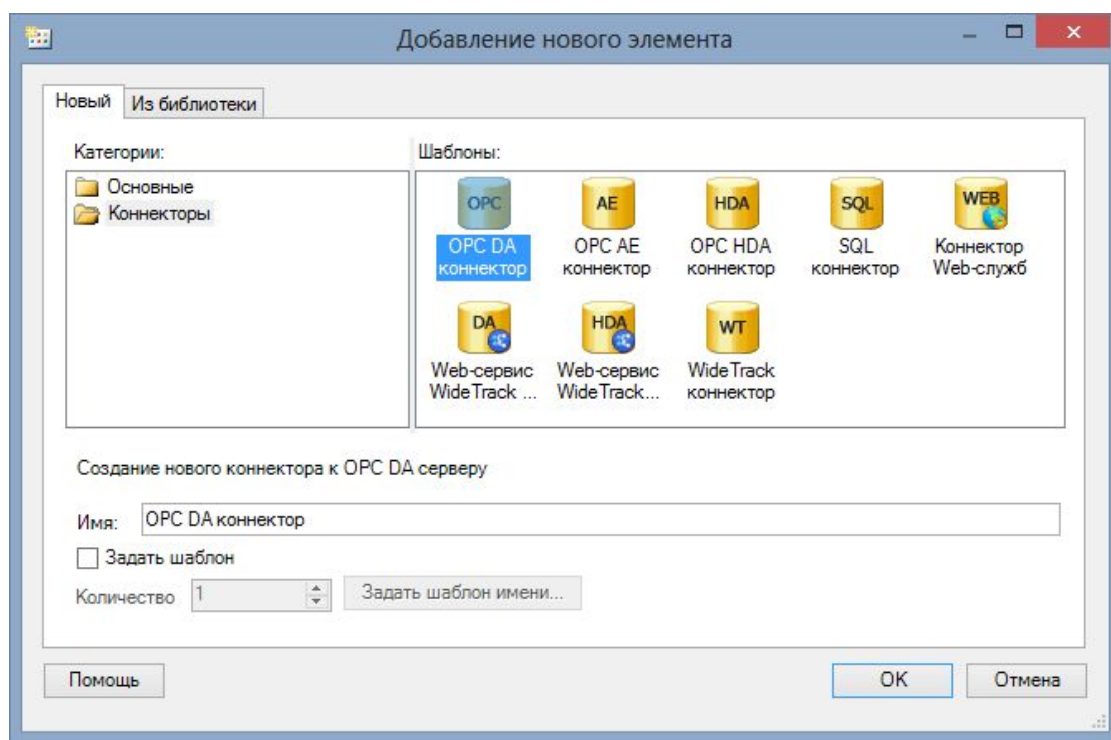 Добавление нового элемента
Новый
Из библиотеки
Категории:
Шаблоны:
Основные
Коннекторы
OPC
AE
HDA
SQL
WEB
OPC DA
коннектор
OPC AE
коннектор
OPC HDA
коннектор
SQL
коннектор
Коннектор
Web-служб
DA
HDA
WT
Web-сервис
WideTrack ...
Web-сервис
WideTrack...
WideTrack
коннектор
Создание нового коннектора к OPC DA серверу
Имя:
OPC DA коннектор
Задать шаблон
Количество
1
Задать шаблон имени...
Помощь
OK
Отмена